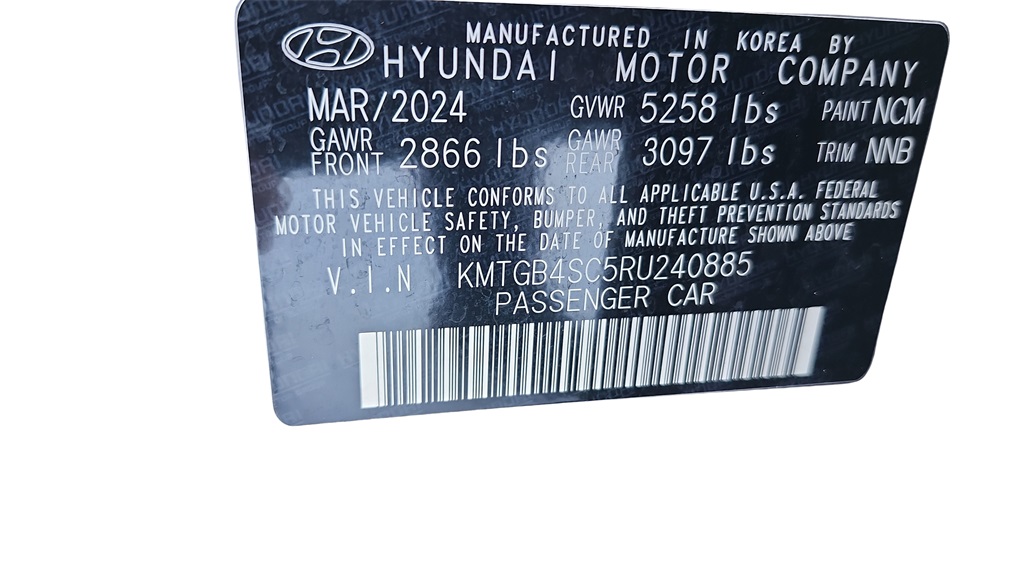 MANUFACTURED IN KOREA BY
HYUNDAI MOTOR COMPANY
MAR/2024 GVWR 5258 lbs PAINT NCM
GAWR FRONT 2866 lbs GAWR REAR 3097 lbs TRIM NNB
THIS VEHICLE CONFORMS TO ALL APPLICABLE U.S.A. FEDERAL
MOTOR VEHICLE SAFETY, BUMPER, AND THEFT PREVENTION STANDARDS
IN EFFECT ON THE DATE OF MANUFACTURE SHOWN ABOVE
V.I.N KMTGB4SC5RU240885
PASSENGER CAR